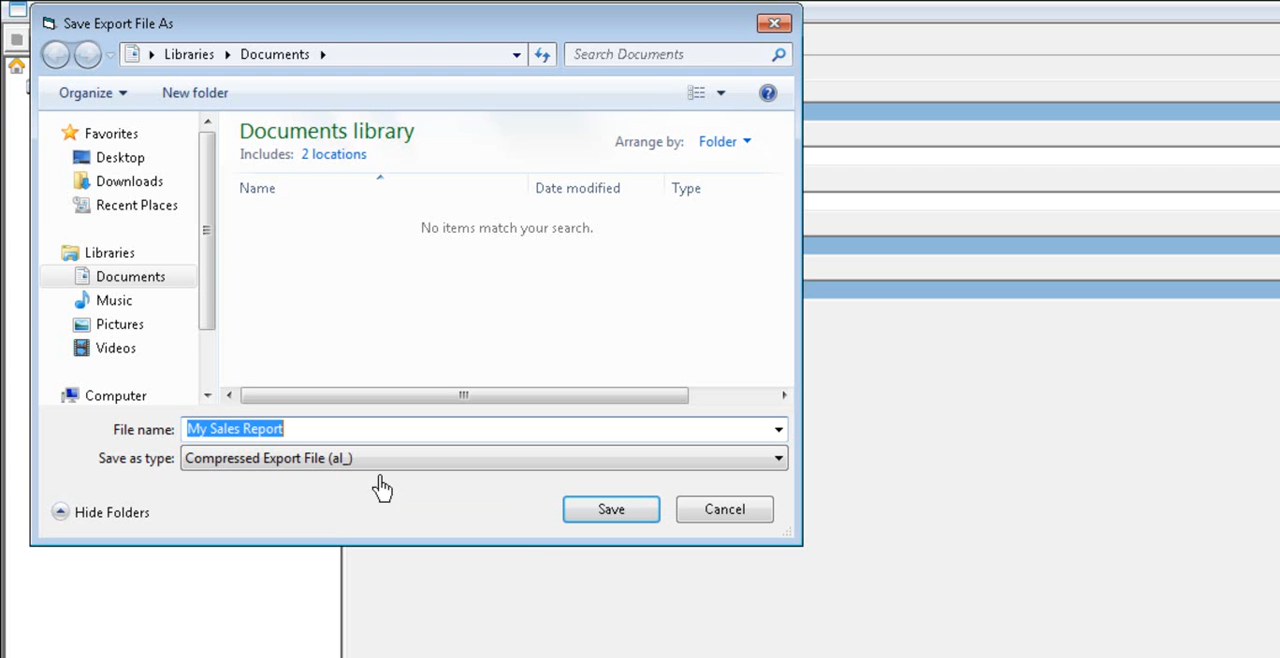 Save Export File As
Libraries Documents Search Documents
Organize New folder
Favorites
Desktop
Downloads
Recent Places
Libraries
Documents
Music
Pictures
Videos
Computer
Documents library
Includes: 2 locations
Arrange by: Folder
Name Date modified Type
No items match your search.
File name: My Sales Report
Save as type: Compressed Export File (al_)
Hide Folders Save Cancel